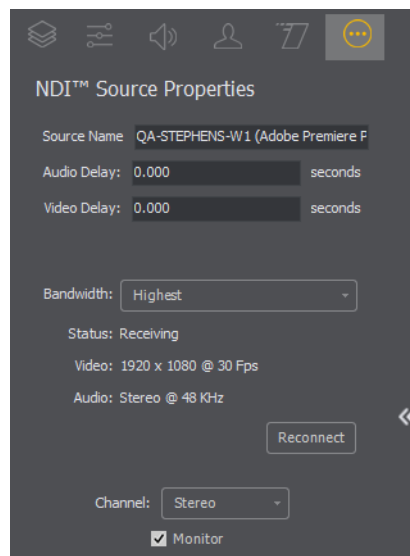 NDI™ Source Properties
Source Name QA-STEPHENS-W1 (Adobe Premiere F
Audio Delay: 0.000 seconds
Video Delay: 0.000 seconds
Bandwidth: Highest
Status: Receiving
Video: 1920 x 1080 @ 30 Fps
Audio: Stereo @ 48 KHz
Reconnect
Channel: Stereo
Monitor